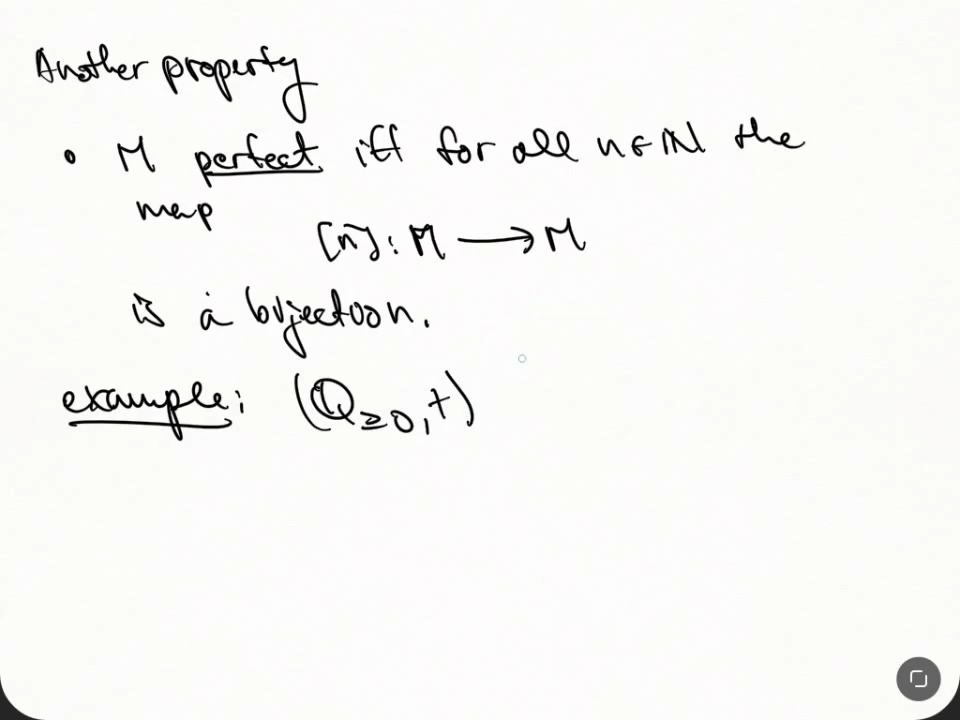 Another property
• M perfect iff for all n ∈ ℕ the
map
[n] : M ⟶ M
is a bijection.
example: (ℚ≥0, +)